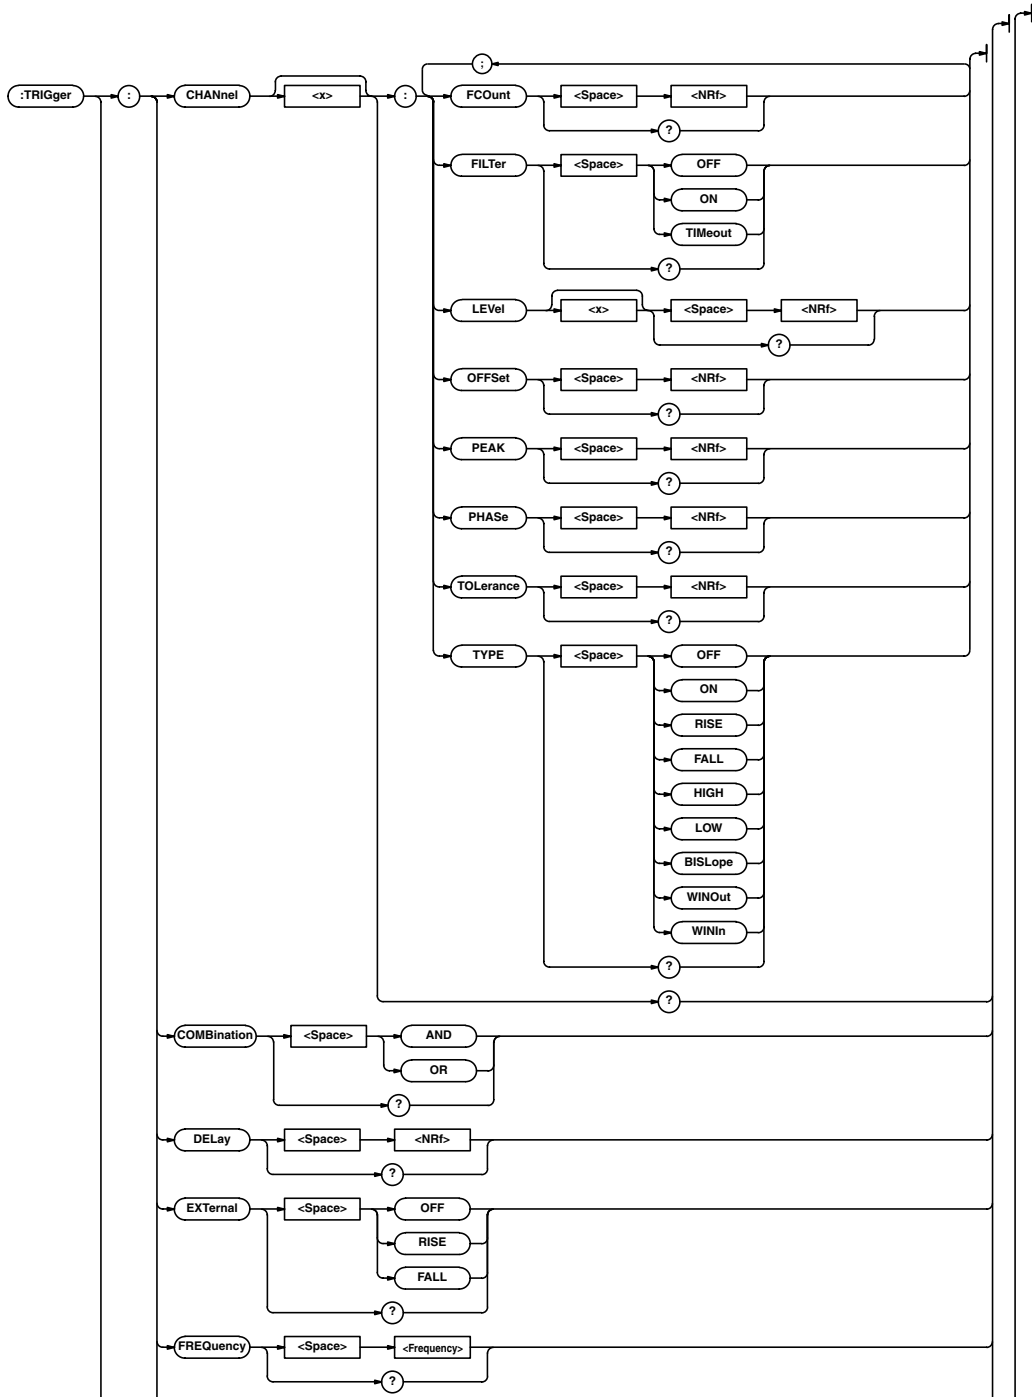 :TRIGger : CHANnel <x> : ;
FCOunt <Space> <NRf>
?
FILTer <Space> OFF
ON
TIMeout
?
LEVel <x> <Space> <NRf>
?
OFFSet <Space> <NRf>
?
PEAK <Space> <NRf>
?
PHASe <Space> <NRf>
?
TOLerance <Space> <NRf>
?
TYPE <Space> OFF
ON
RISE
FALL
HIGH
LOW
BISLope
WINOut
WINIn
?
?
COMBination <Space> AND
OR
?
DELay <Space> <NRf>
?
EXTernal <Space> OFF
RISE
FALL
?
FREQuency <Space> <Frequency>
?